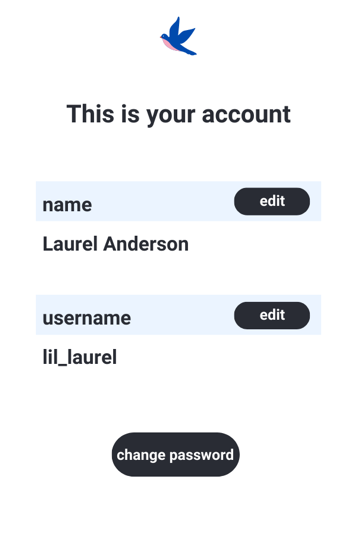 This is your account
name
edit
Laurel Anderson
username
edit
lil_laurel
change password